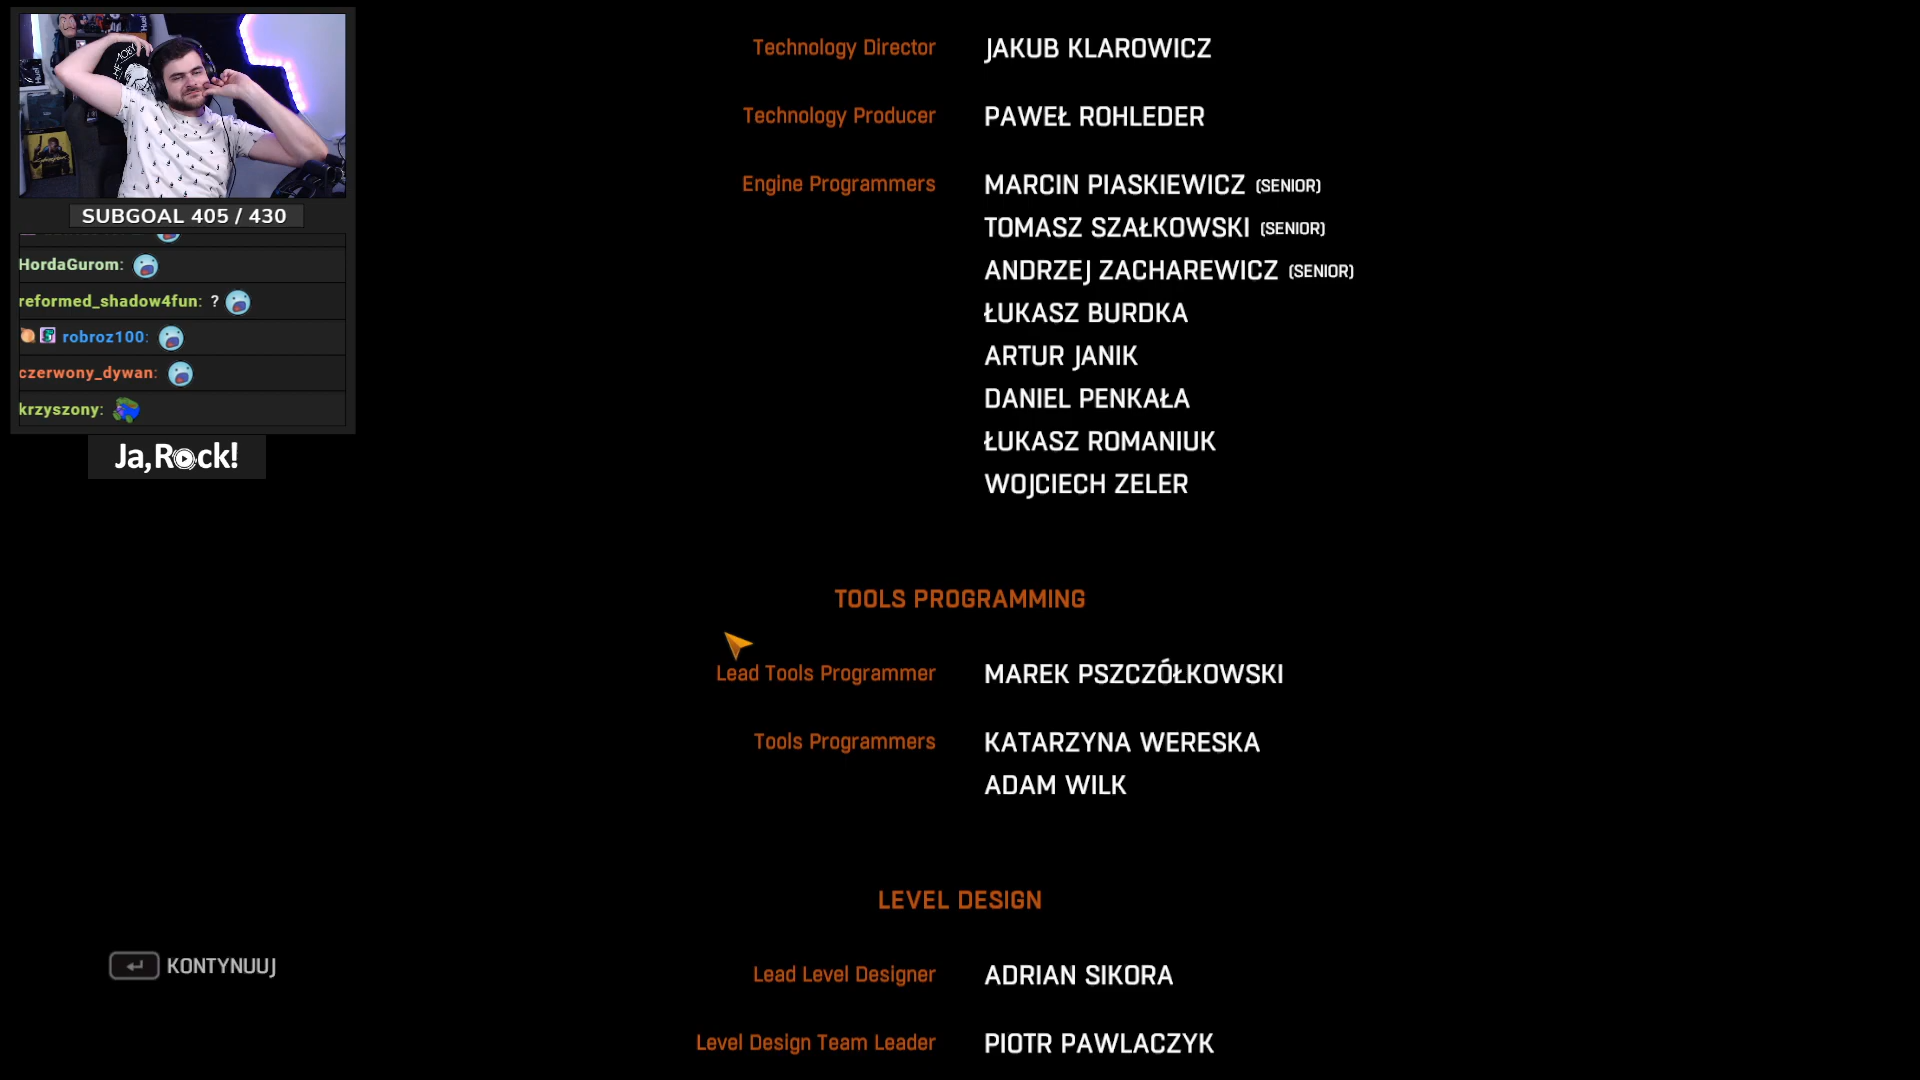 SUBGOAL 405 / 430
HordaGurom:
reformed_shadow4fun: ?
robroz100:
czerwony_dywan:
krzyszony:
Ja,Rock!
Technology Director JAKUB KLAROWICZ
Technology Producer PAWEŁ ROHLEDER
Engine Programmers MARCIN PIASKIEWICZ (SENIOR)
TOMASZ SZAŁKOWSKI (SENIOR)
ANDRZEJ ZACHAREWICZ (SENIOR)
ŁUKASZ BURDKA
ARTUR JANIK
DANIEL PENKAŁA
ŁUKASZ ROMANIUK
WOJCIECH ZELER
TOOLS PROGRAMMING
Lead Tools Programmer MAREK PSZCZÓŁKOWSKI
Tools Programmers KATARZYNA WERESKA
ADAM WILK
LEVEL DESIGN
Lead Level Designer ADRIAN SIKORA
Level Design Team Leader PIOTR PAWLACZYK
KONTYNUUJ